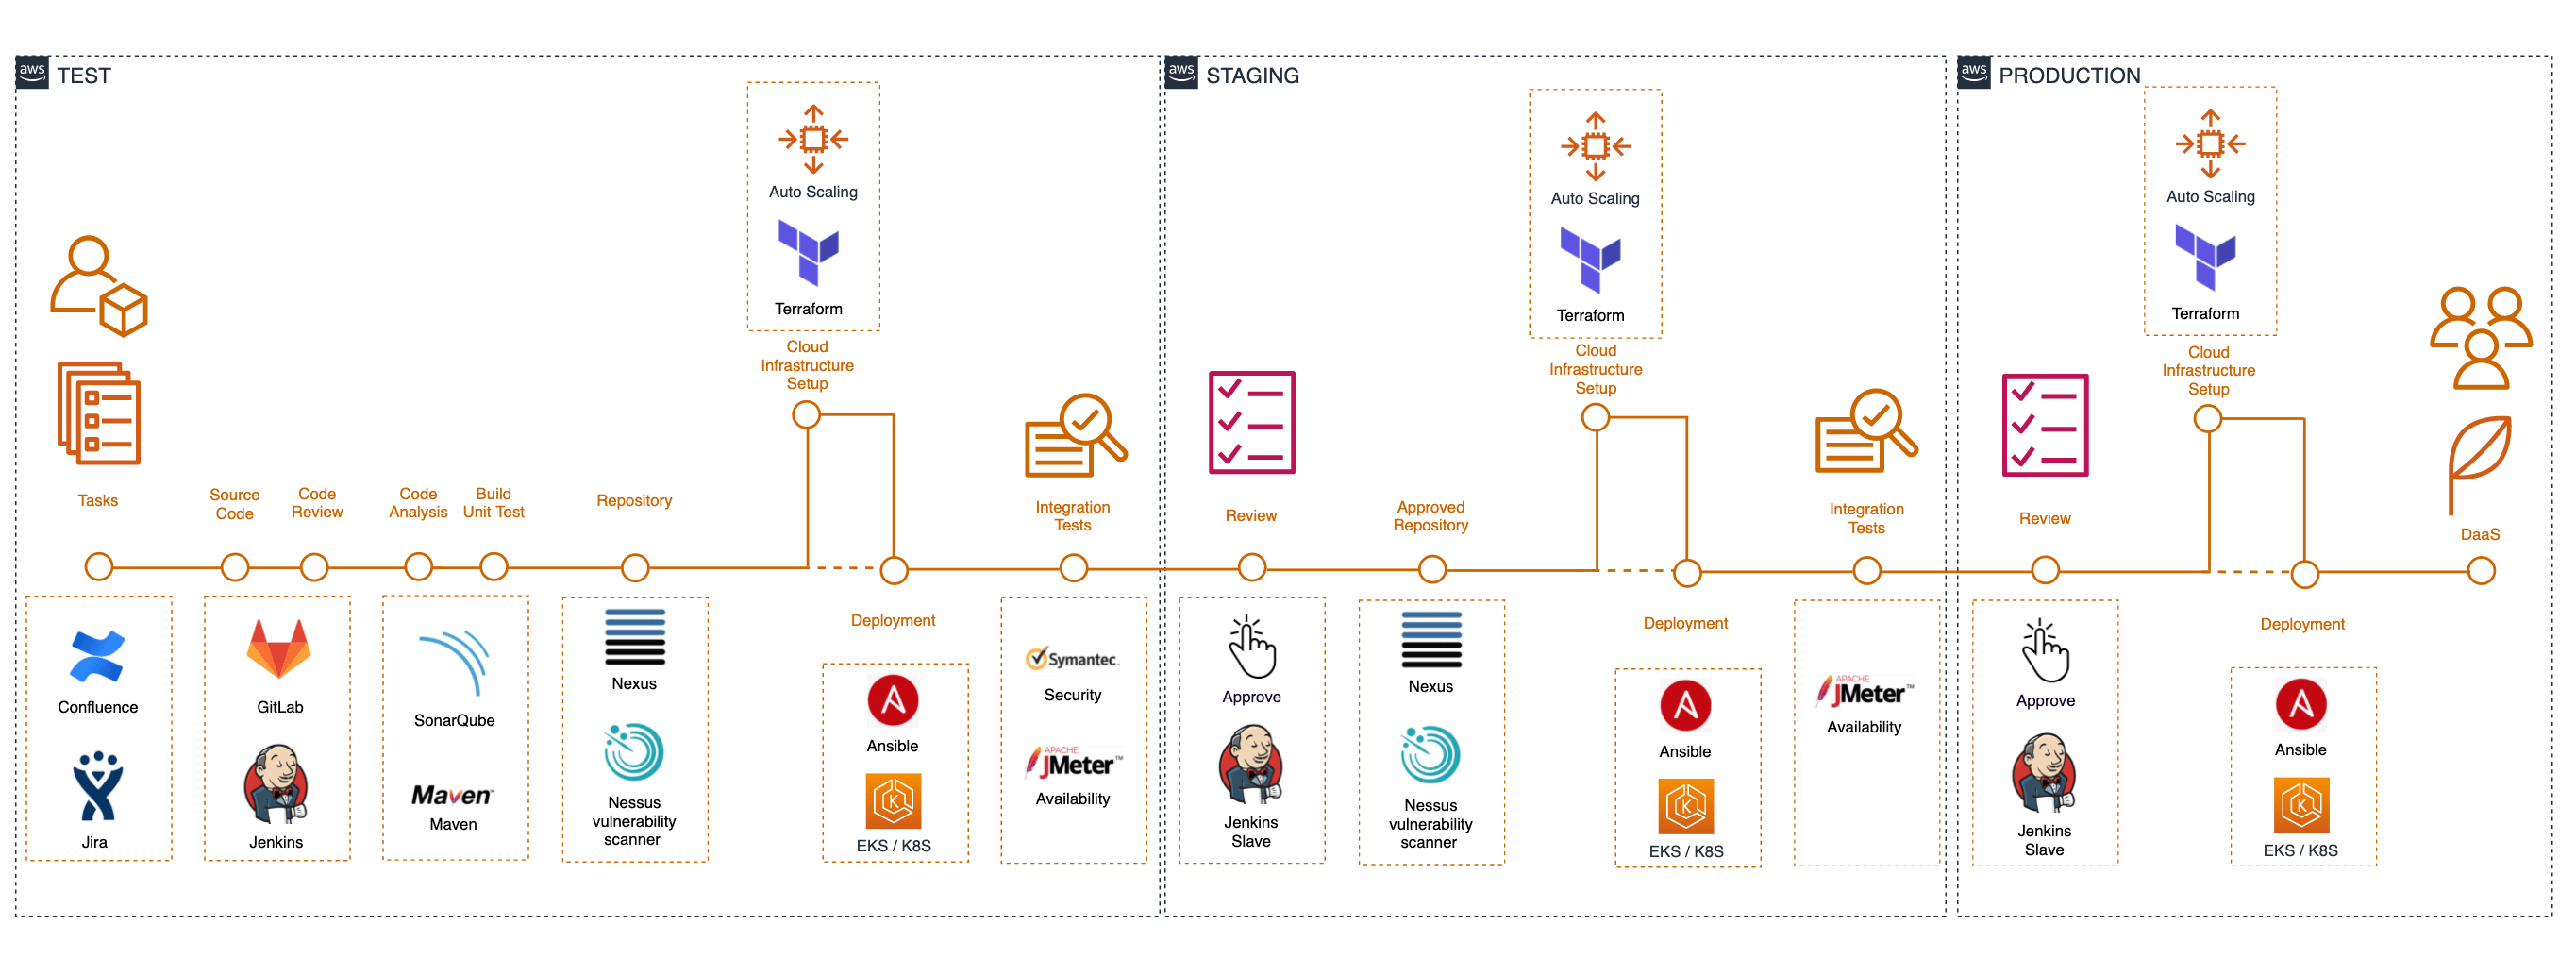 aws TEST
aws STAGING
aws PRODUCTION
Auto Scaling
Terraform
Cloud
Infrastructure
Setup
Tasks
Source
Code
Code
Review
Code
Analysis
Build
Unit Test
Repository
Integration
Tests
Deployment
Confluence
Jira
GitLab
Jenkins
SonarQube
Maven™
Maven
Nexus
Nessus
vulnerability
scanner
Ansible
K
EKS / K8S
Symantec.
Security
APACHE
JMeter™
Availability
Auto Scaling
Terraform
Cloud
Infrastructure
Setup
Review
Approved
Repository
Integration
Tests
Deployment
Approve
Jenkins
Slave
Nexus
Nessus
vulnerability
scanner
Ansible
K
EKS / K8S
APACHE
JMeter™
Availability
Auto Scaling
Terraform
Cloud
Infrastructure
Setup
Review
DaaS
Deployment
Approve
Jenkins
Slave
Ansible
K
EKS / K8S